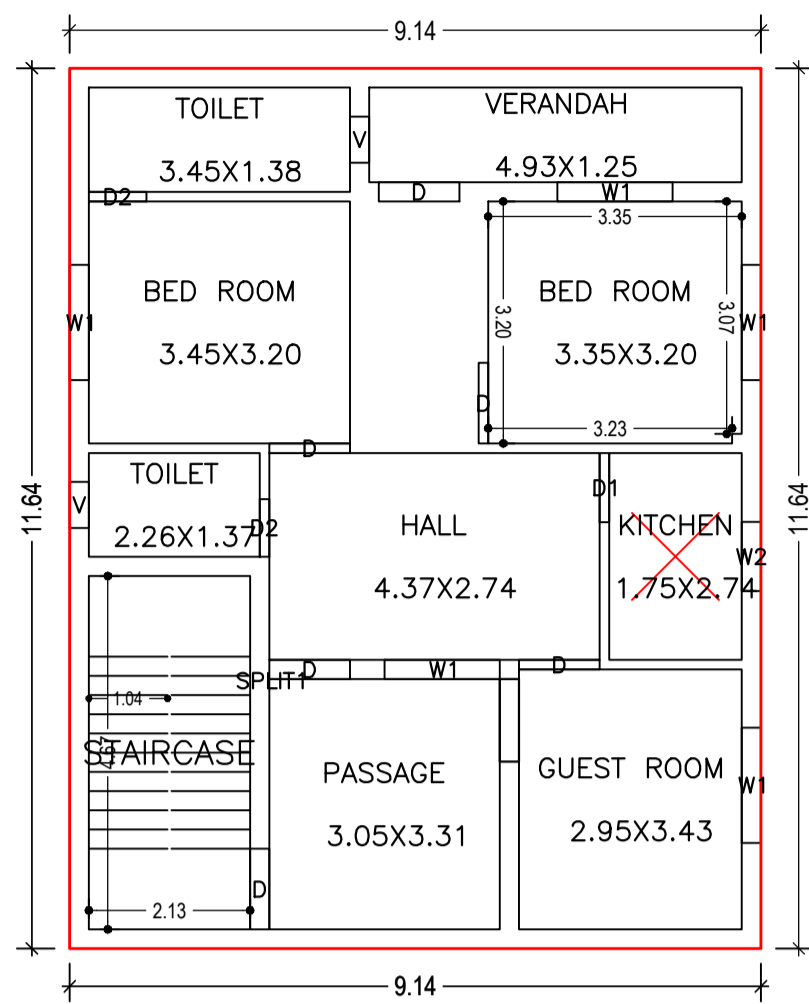 9.14
TOILET
3.45X1.38
V
VERANDAH
4.93X1.25
D2
D
W1
3.35
BED ROOM
3.45X3.20
W1
BED ROOM
3.35X3.20
3.20
3.07
W1
D
3.23
D
TOILET
2.26X1.37
V
D2
HALL
4.37X2.74
D1
KITCHEN
1.75X2.74
W2
11.64
11.64
SPLIT1
D
W1
D
1.04
4.67
STAIRCASE
PASSAGE
3.05X3.31
GUEST ROOM
2.95X3.43
W1
D
2.13
9.14